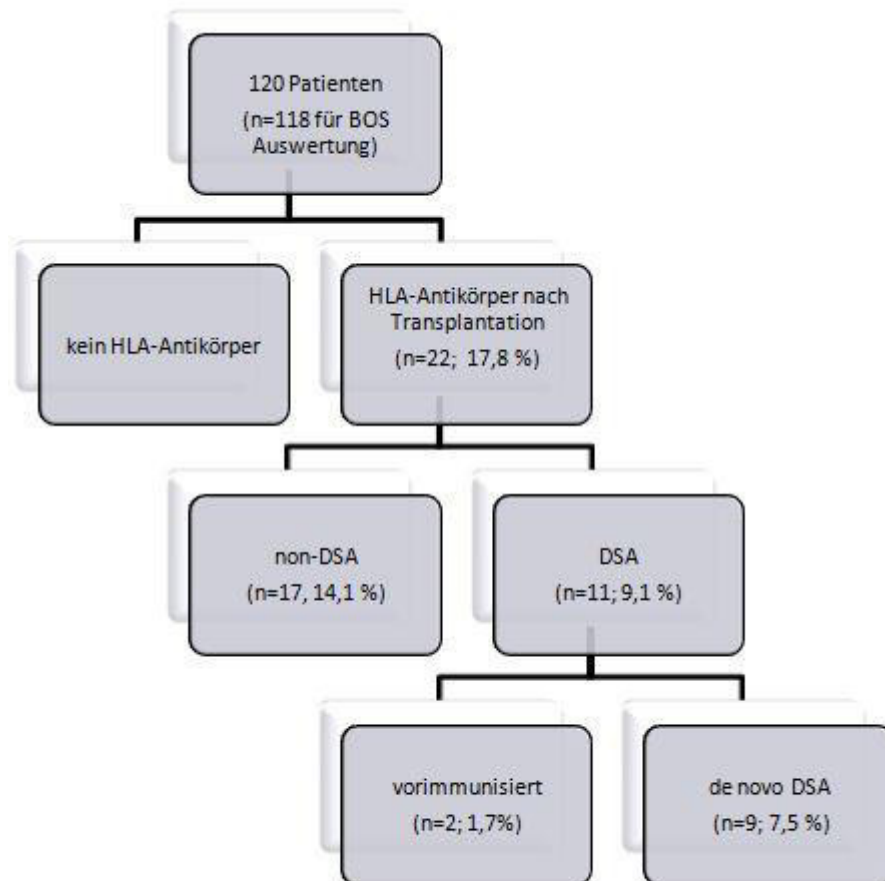 120 Patienten
(n=118 für BOS
Auswertung)
kein HLA-Antikörper
HLA-Antikörper nach
Transplantation
(n=22; 17,8 %)
non-DSA
(n=17, 14,1 %)
DSA
(n=11; 9,1 %)
vorimmunisiert
(n=2; 1,7%)
de novo DSA
(n=9; 7,5 %)